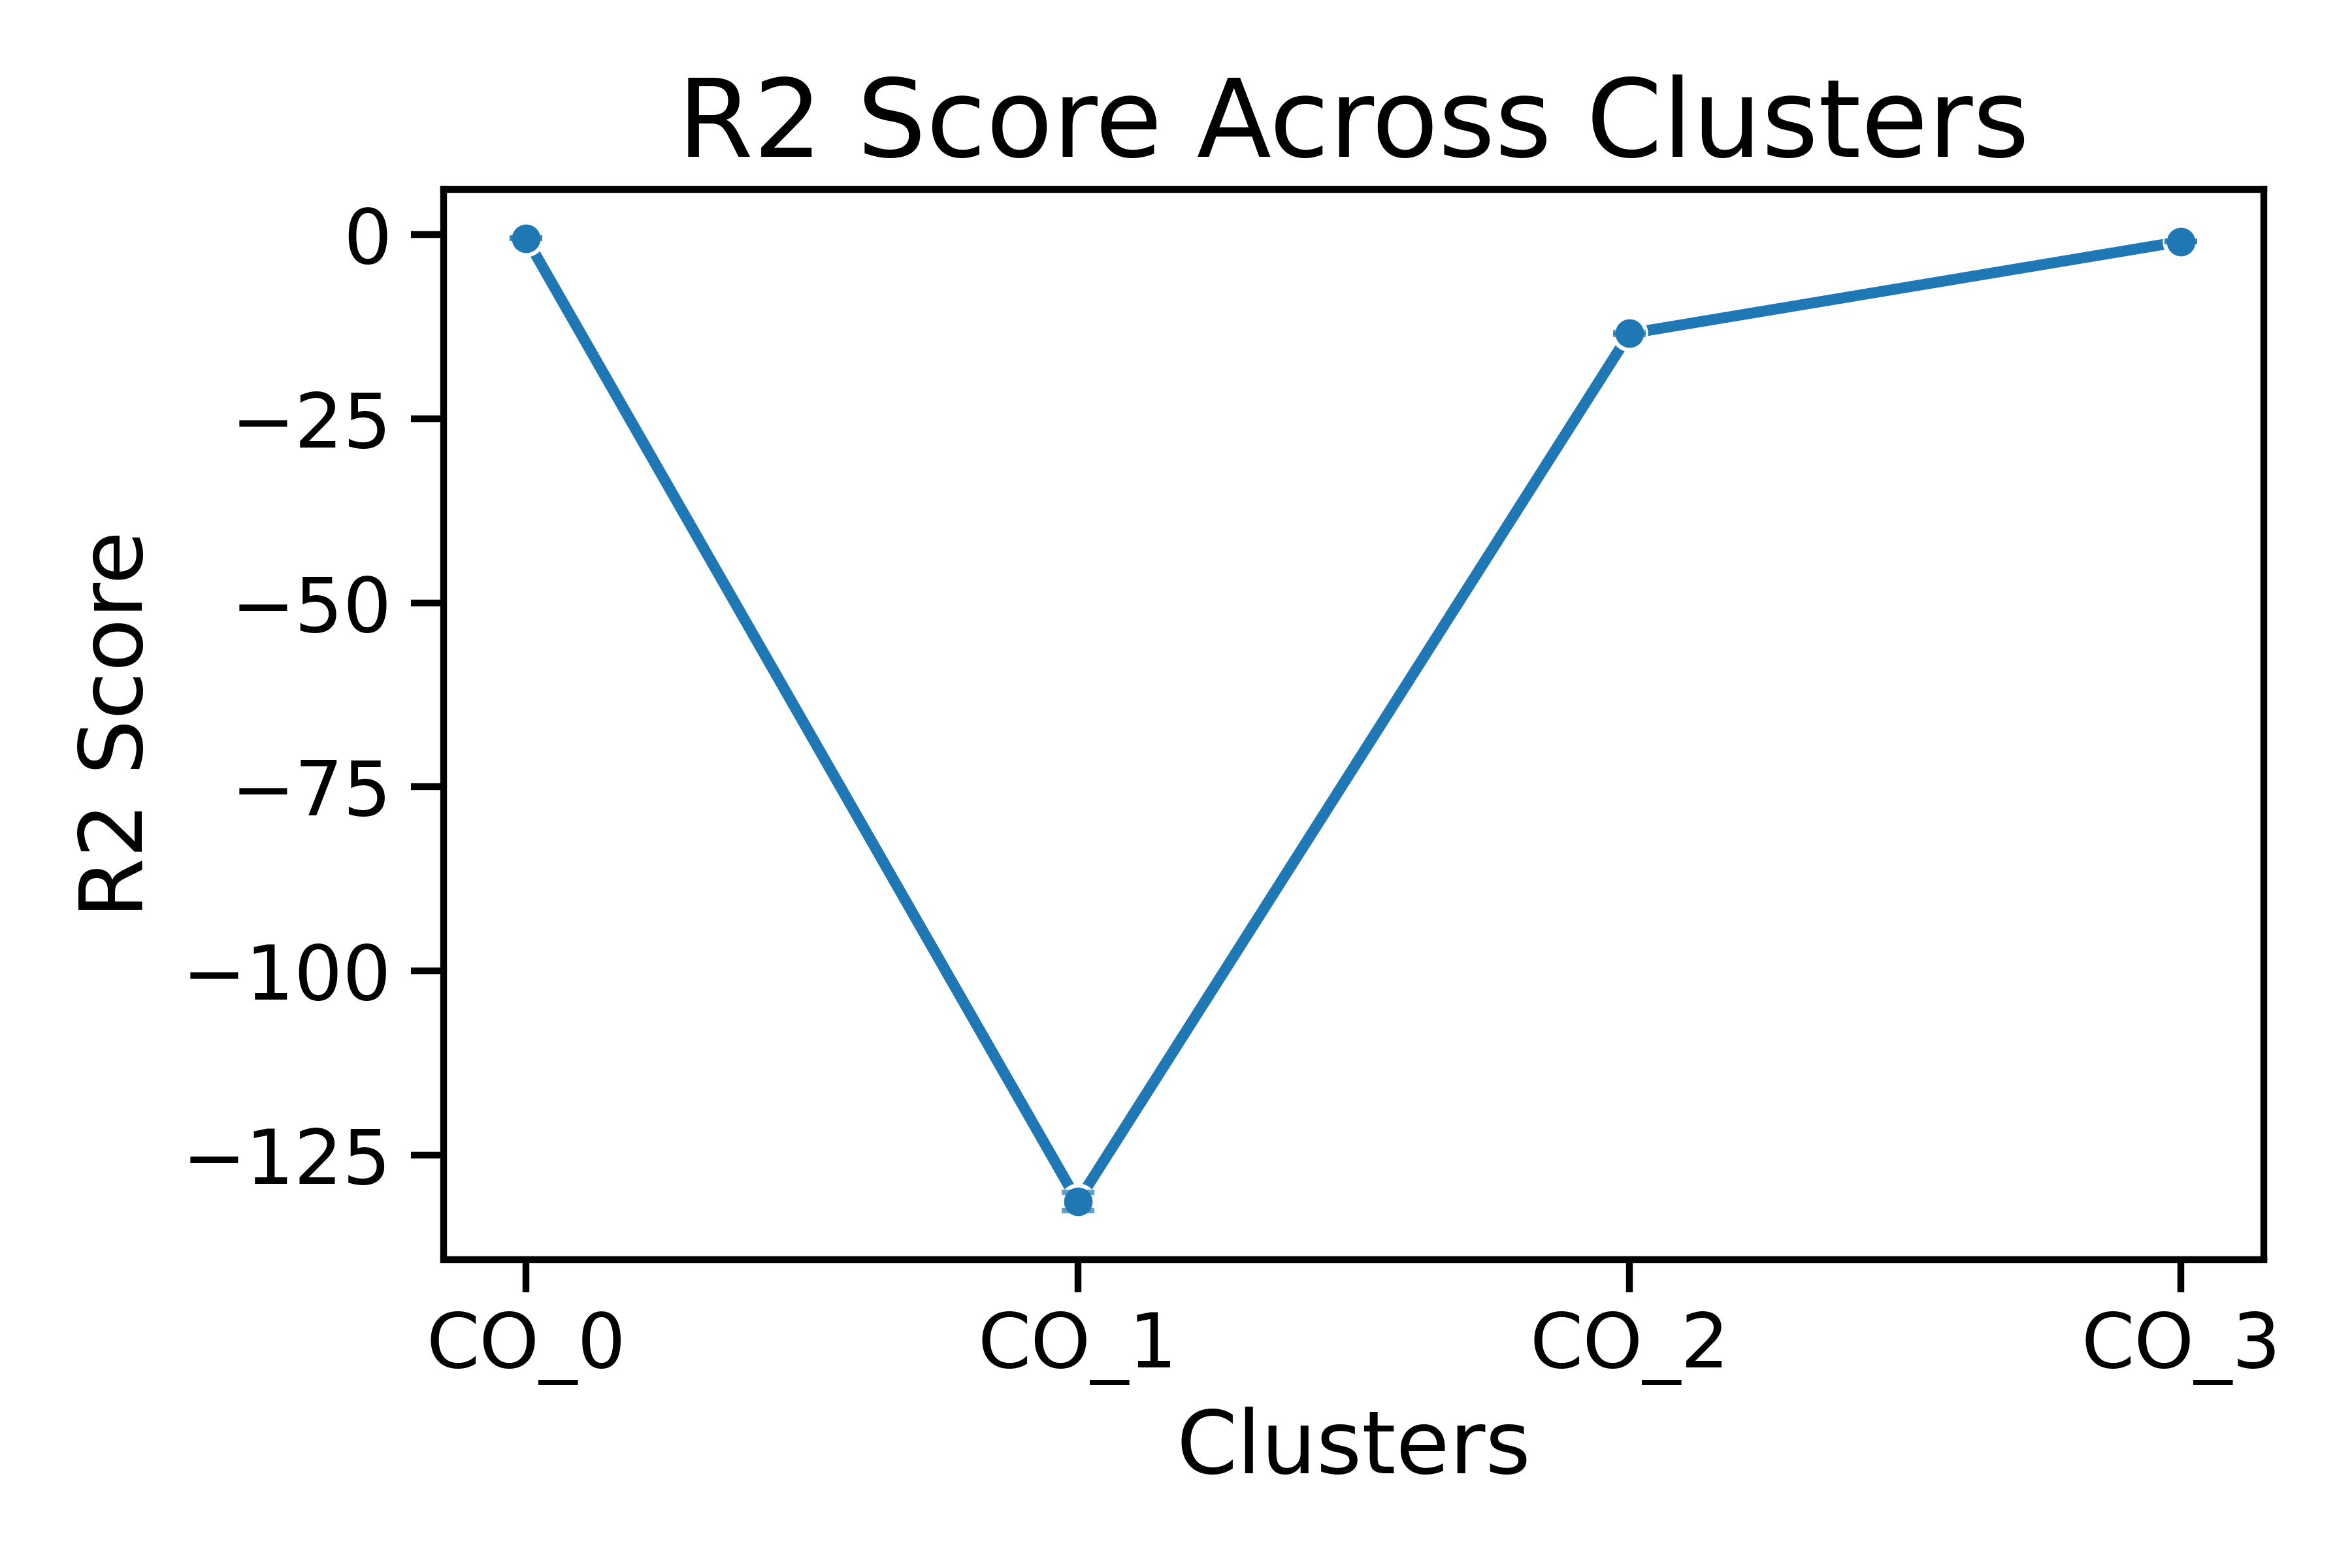 R2 Score Across Clusters
R2 Score
0
−25
−50
−75
−100
−125
CO_0
CO_1
CO_2
CO_3
Clusters